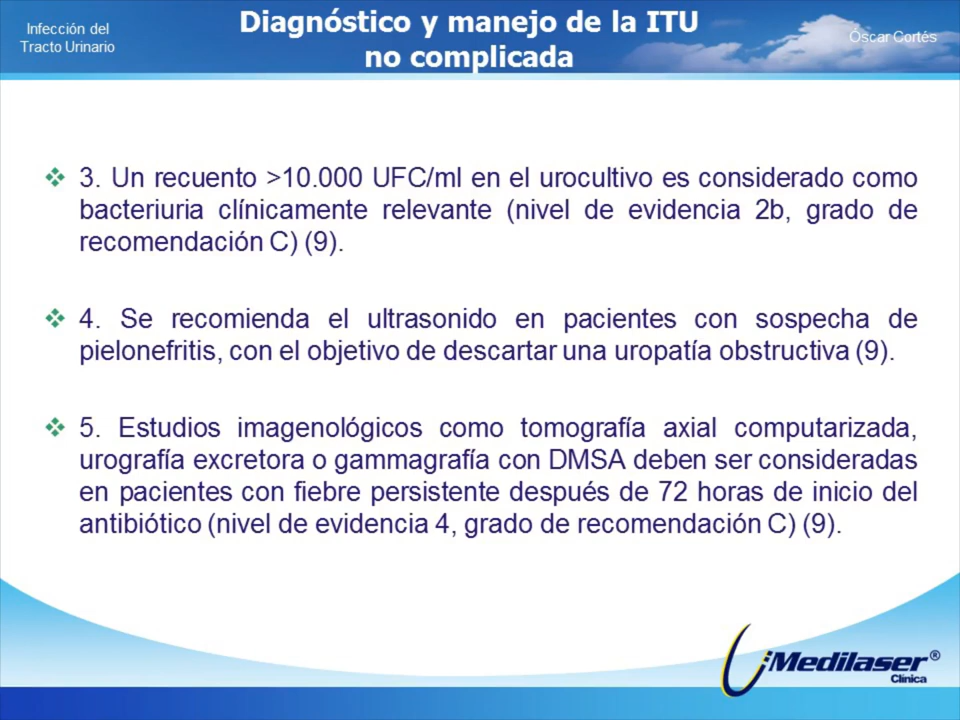 Infección del
Tracto Urinario
Diagnóstico y manejo de la ITU
no complicada
Óscar Cortés
❖ 3. Un recuento >10.000 UFC/ml en el urocultivo es considerado como
bacteriuria clínicamente relevante (nivel de evidencia 2b, grado de
recomendación C) (9).
❖ 4. Se recomienda el ultrasonido en pacientes con sospecha de
pielonefritis, con el objetivo de descartar una uropatía obstructiva (9).
❖ 5. Estudios imagenológicos como tomografía axial computarizada,
urografía excretora o gammagrafía con DMSA deben ser consideradas
en pacientes con fiebre persistente después de 72 horas de inicio del
antibiótico (nivel de evidencia 4, grado de recomendación C) (9).
Medilaser®
Clínica